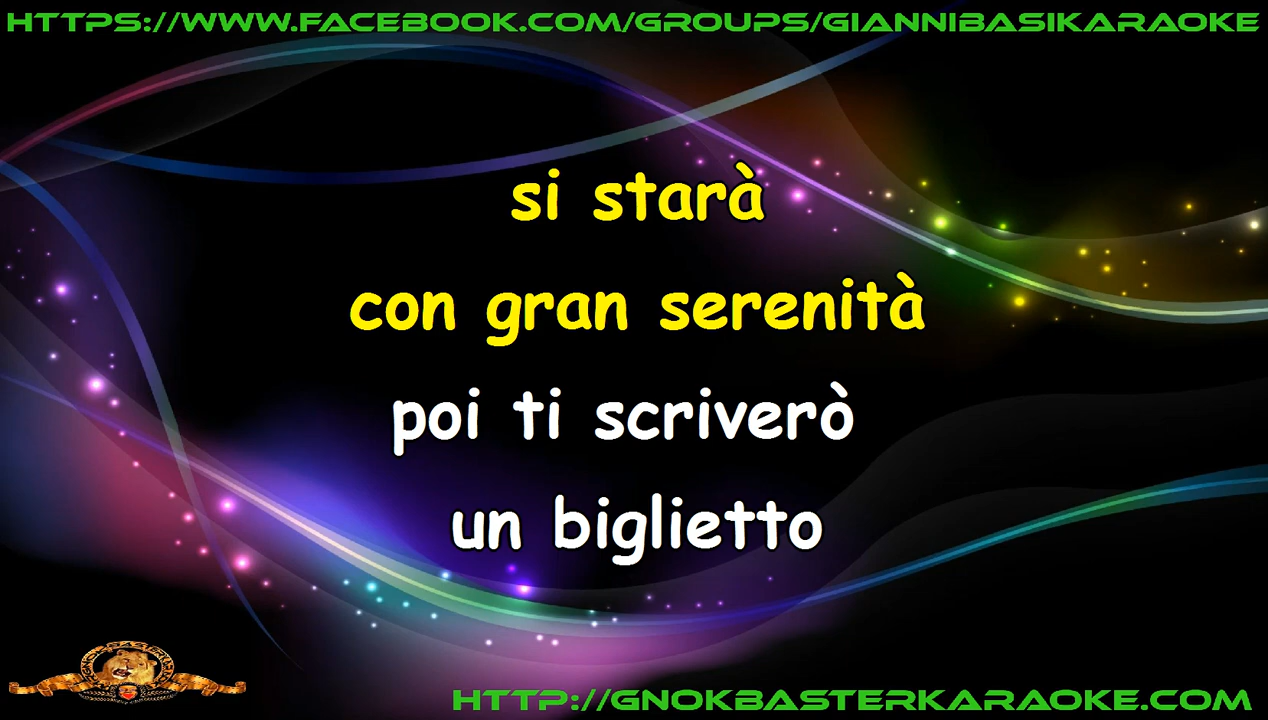 HTTPS://WWW.FACEBOOK.COM/GROUPS/GIANNIBASIKARAOKE
si starà
con gran serenità
poi ti scriverò
un biglietto
HTTP://GNOKBASTERKARAOKE.COM